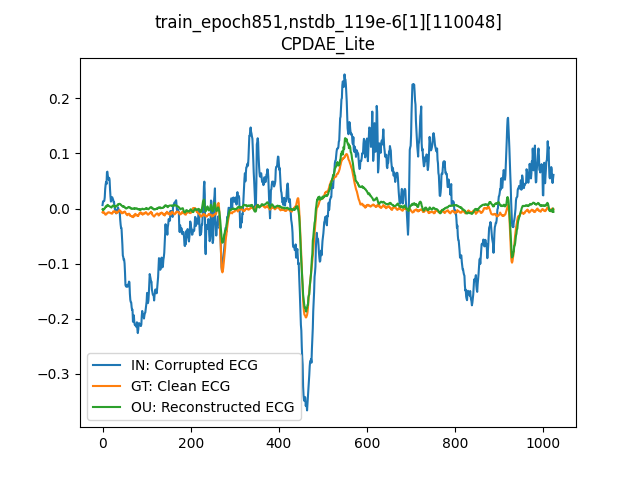 train_epoch851,nstdb_119e-6[1][110048]
CPDAE_Lite
0.2
0.1
0.0
−0.1
−0.2
−0.3
IN: Corrupted ECG
GT: Clean ECG
OU: Reconstructed ECG
0 200 400 600 800 1000